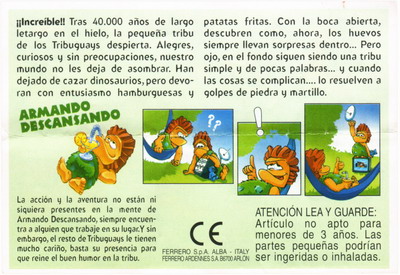 ¡¡Increíble!! Tras 40.000 años de largo
letargo en el hielo, la pequeña tribu
de los Tribuguays despierta. Alegres,
curiosos y sin preocupaciones, nuestro
mundo no les deja de asombrar. Han
dejado de cazar dinosaurios, pero devo-
ran con entusiasmo hamburguesas y
patatas fritas. Con la boca abierta,
descubren como, ahora, los huevos
siempre llevan sorpresas dentro... Pero
ojo, en el fondo siguen siendo una tribu
simple y de pocas palabras... y cuando
las cosas se complican.... lo resuelven a
golpes de piedra y martillo.
ARMANDO
DESCANSANDO
??
!
La acción y la aventura no están ni
siquiera presentes en la mente de
Armando Descansando, siempre encuen-
tra a alguien que trabaje en su lugar.Y sin
embargo, el resto de Tribuguays le tienen
mucho cariño, basta su presencia para
que reine el buen humor en la tribu.
CE
FERRERO S.p.A. ALBA - ITALY
FERRERO ARDENNES S.A. B6700 ARLON
ATENCIÓN LEA Y GUARDE:
Artículo no apto para
menores de 3 años. Las
partes pequeñas podrían
ser ingeridas o inhaladas.